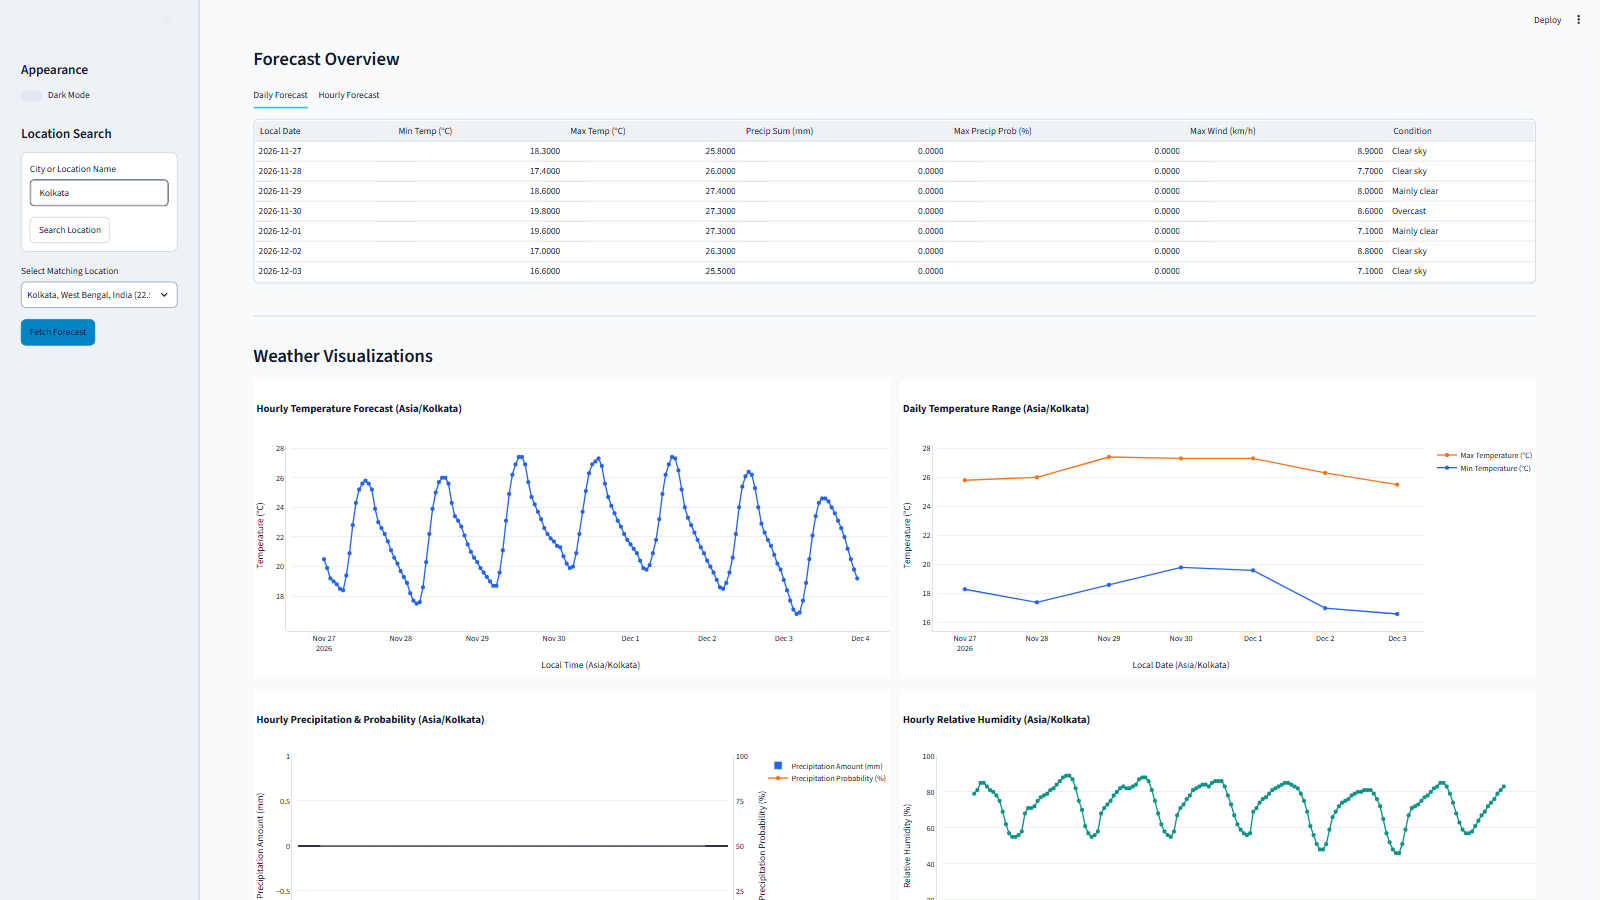 Deploy
Appearance
Dark Mode
Location Search
City or Location Name
Kolkata
Search Location
Select Matching Location
Kolkata, West Bengal, India (22.
Fetch Forecast
Forecast Overview
Daily Forecast Hourly Forecast
Local Date Min Temp (°C) Max Temp (°C) Precip Sum (mm) Max Precip Prob (%) Max Wind (km/h) Condition
2026-11-27 18.3000 25.8000 0.0000 0.0000 8.9000 Clear sky
2026-11-28 17.4000 26.0000 0.0000 0.0000 7.7000 Clear sky
2026-11-29 18.6000 27.4000 0.0000 0.0000 8.0000 Mainly clear
2026-11-30 19.8000 27.3000 0.0000 0.0000 8.6000 Overcast
2026-12-01 19.6000 27.3000 0.0000 0.0000 7.1000 Mainly clear
2026-12-02 17.0000 26.3000 0.0000 0.0000 8.8000 Clear sky
2026-12-03 16.6000 25.5000 0.0000 0.0000 7.1000 Clear sky
Weather Visualizations
Hourly Temperature Forecast (Asia/Kolkata)
Temperature (°C)
28
26
24
22
20
18
Nov 27 Nov 28 Nov 29 Nov 30 Dec 1 Dec 2 Dec 3 Dec 4
2026
Local Time (Asia/Kolkata)
Daily Temperature Range (Asia/Kolkata)
Max Temperature (°C)
Min Temperature (°C)
Temperature (°C)
28
26
24
22
20
18
16
Nov 27 Nov 28 Nov 29 Nov 30 Dec 1 Dec 2 Dec 3
2026
Local Date (Asia/Kolkata)
Hourly Precipitation & Probability (Asia/Kolkata)
Precipitation Amount (mm)
Precipitation Probability (%)
Precipitation Amount (mm)
1
0.5
0
−0.5
100
75
50
25
Precipitation Probability (%)
Hourly Relative Humidity (Asia/Kolkata)
Relative Humidity (%)
100
80
60
40